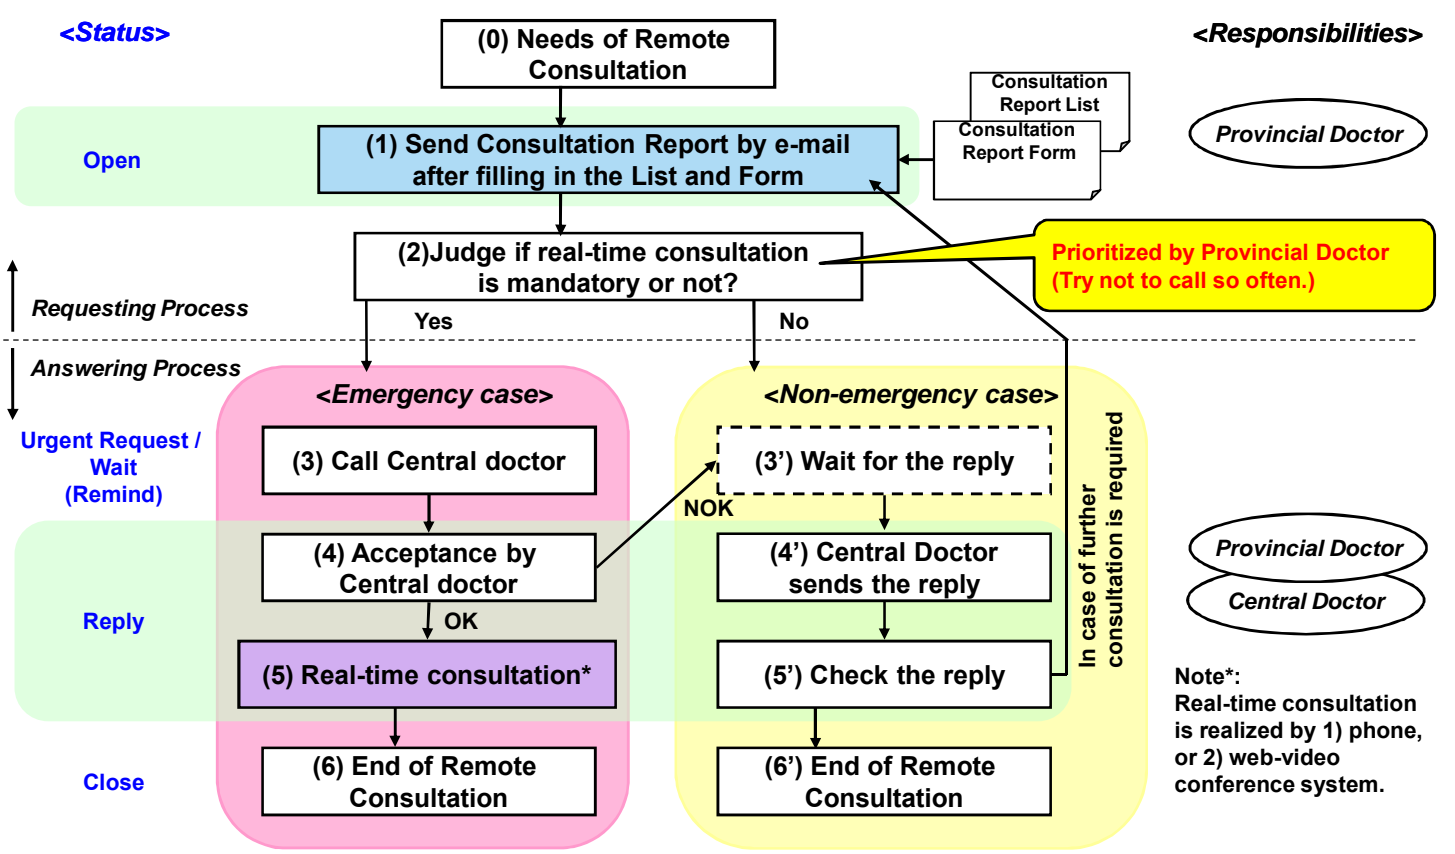 <Status>
(0) Needs of Remote
Consultation
<Responsibilities>
Consultation
Report List
Consultation
Report Form
Provincial Doctor
Open
(1) Send Consultation Report by e-mail
after filling in the List and Form
(2)Judge if real-time consultation
is mandatory or not?
Prioritized by Provincial Doctor
(Try not to call so often.)
Requesting Process
Yes
No
Answering Process
<Emergency case>
<Non-emergency case>
Urgent Request /
Wait
(Remind)
(3) Call Central doctor
(3') Wait for the reply
NOK
In case of further
consultation is required
(4) Acceptance by
Central doctor
(4') Central Doctor
sends the reply
Provincial Doctor
Central Doctor
Reply
OK
(5) Real-time consultation*
(5') Check the reply
Note*:
Real-time consultation
is realized by 1) phone,
or 2) web-video
conference system.
Close
(6) End of Remote
Consultation
(6') End of Remote
Consultation